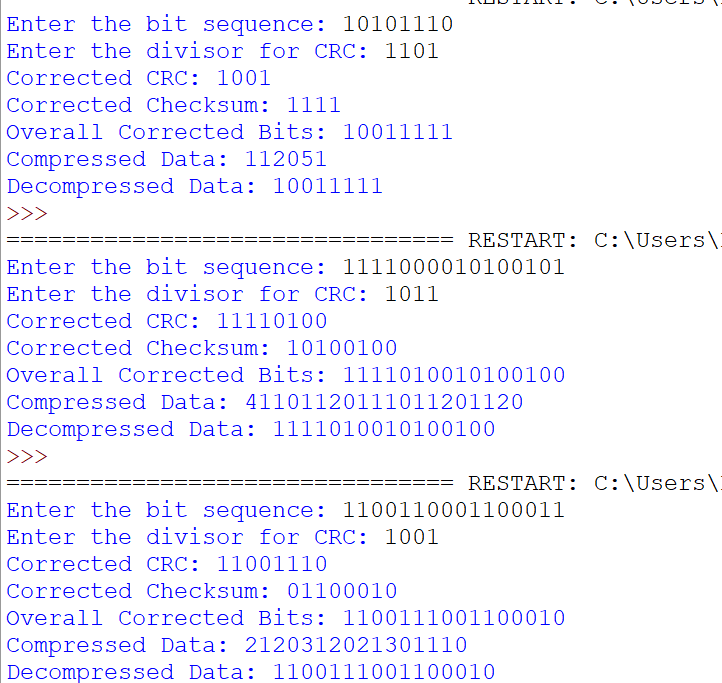 RESTART: C:\Users\
Enter the bit sequence: 10101110
Enter the divisor for CRC: 1101
Corrected CRC: 1001
Corrected Checksum: 1111
Overall Corrected Bits: 10011111
Compressed Data: 112051
Decompressed Data: 10011111
>>>
================================ RESTART: C:\Users\
Enter the bit sequence: 1111000010100101
Enter the divisor for CRC: 1011
Corrected CRC: 11110100
Corrected Checksum: 10100100
Overall Corrected Bits: 1111010010100100
Compressed Data: 41101120111011201120
Decompressed Data: 1111010010100100
>>>
================================ RESTART: C:\Users\
Enter the bit sequence: 1100110001100011
Enter the divisor for CRC: 1001
Corrected CRC: 11001110
Corrected Checksum: 01100010
Overall Corrected Bits: 1100111001100010
Compressed Data: 2120312021301110
Decompressed Data: 1100111001100010